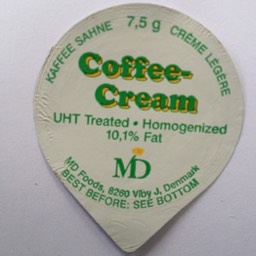 KAFFEE SAHNE 7,5 g CRÈME LÉGÈRE
Coffee-
Cream
UHT Treated • Homogenized
10,1% Fat
MD
MD Foods, 8260 Viby J, Denmark
BEST BEFORE: SEE BOTTOM